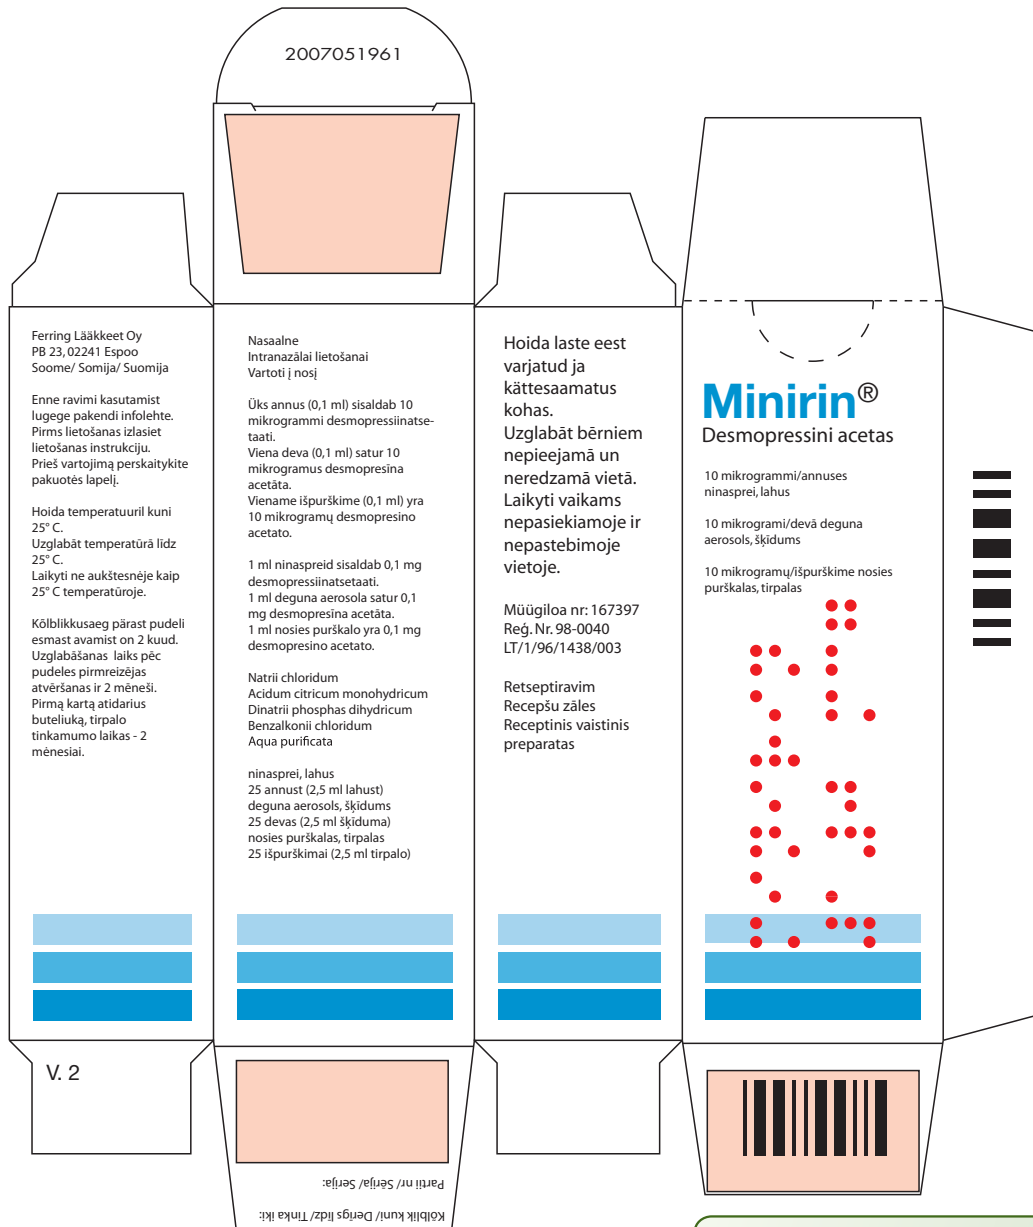 2007051961
Ferring Lääkkeet Oy
PB 23, 02241 Espoo
Soome/ Somija/ Suomija
Enne ravimi kasutamist
lugege pakendi infolehte.
Pirms lietošanas izlasiet
lietošanas instrukciju.
Prieš vartojimą perskaitykite
pakuotės lapelį.
Hoida temperatuuril kuni
25° C.
Uzglabāt temperatūrā līdz
25° C.
Laikyti ne aukštesnėje kaip
25° C temperatūroje.
Kõlblikkusaeg pärast pudeli
esmast avamist on 2 kuud.
Uzglabāšanas laiks pēc
pudeles pirmreizējas
atvēršanas ir 2 mēneši.
Pirmą kartą atidarius
buteliuką, tirpalo
tinkamumo laikas - 2
mėnesiai.
V. 2
Nasaalne
Intranazālai lietošanai
Vartoti į nosį
Üks annus (0,1 ml) sisaldab 10
mikrogrammi desmopressiinatse-
taati.
Viena deva (0,1 ml) satur 10
mikrogramus desmopresīna
acetāta.
Viename išpurškime (0,1 ml) yra
10 mikrogramų desmopresino
acetato.
1 ml ninaspreid sisaldab 0,1 mg
desmopressiinatsetaati.
1 ml deguna aerosola satur 0,1
mg desmopresīna acetāta.
1 ml nosies purškalo yra 0,1 mg
desmopresino acetato.
Natrii chloridum
Acidum citricum monohydricum
Dinatrii phosphas dihydricum
Benzalkonii chloridum
Aqua purificata
ninasprei, lahus
25 annust (2,5 ml lahust)
deguna aerosols, šķīdums
25 devas (2,5 ml šķīduma)
nosies purškalas, tirpalas
25 išpurškimai (2,5 ml tirpalo)
Kõlblik kuni/ Derīgs līdz/ Tinka iki:
Partii nr/ Sērija/ Serija:
Hoida laste eest
varjatud ja
kättesaamatus
kohas.
Uzglabāt bērniem
nepieejamā un
neredzamā vietā.
Laikyti vaikams
nepasiekiamoje ir
nepastebimoje
vietoje.
Müügiloa nr: 167397
Reģ. Nr. 98-0040
LT/1/96/1438/003
Retseptiravim
Recepšu zāles
Receptinis vaistinis
preparatas
Minirin®
Desmopressini acetas
10 mikrogrammi/annuses
ninasprei, lahus
10 mikrogrami/devā deguna
aerosols, šķīdums
10 mikrogramų/išpurškime nosies
purškalas, tirpalas